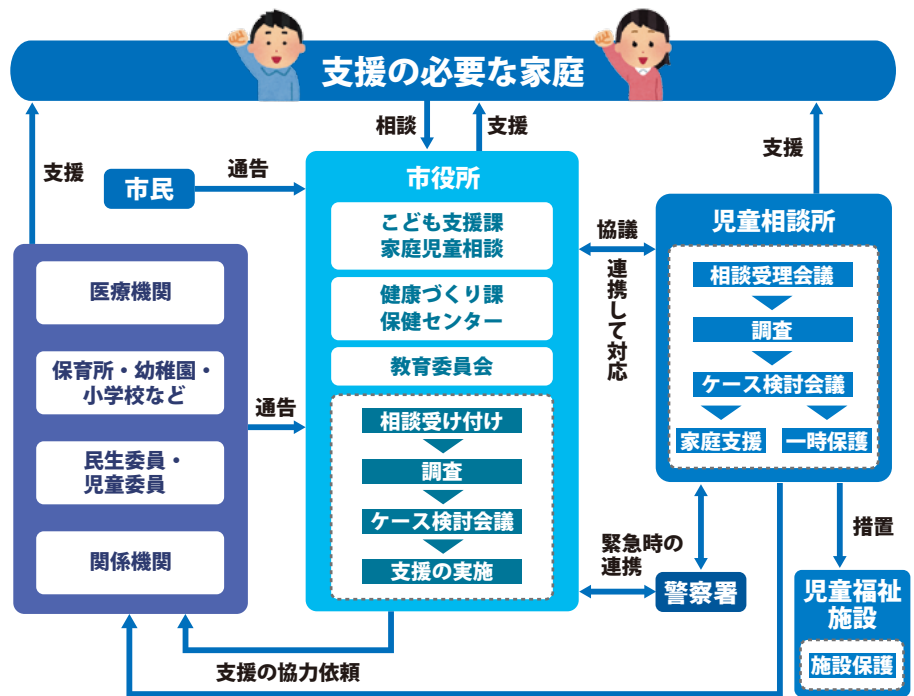 支援の必要な家庭
相談
支援
支援
支援
市民
通告
市役所
こども支援課
家庭児童相談
健康づくり課
保健センター
教育委員会
相談受け付け
調査
ケース検討会議
支援の実施
医療機関
保育所・幼稚園・
小学校など
民生委員・
児童委員
関係機関
通告
協議
連携して対応
児童相談所
相談受理会議
調査
ケース検討会議
家庭支援
一時保護
緊急時の
連携
警察署
措置
児童福祉
施設
施設保護
支援の協力依頼